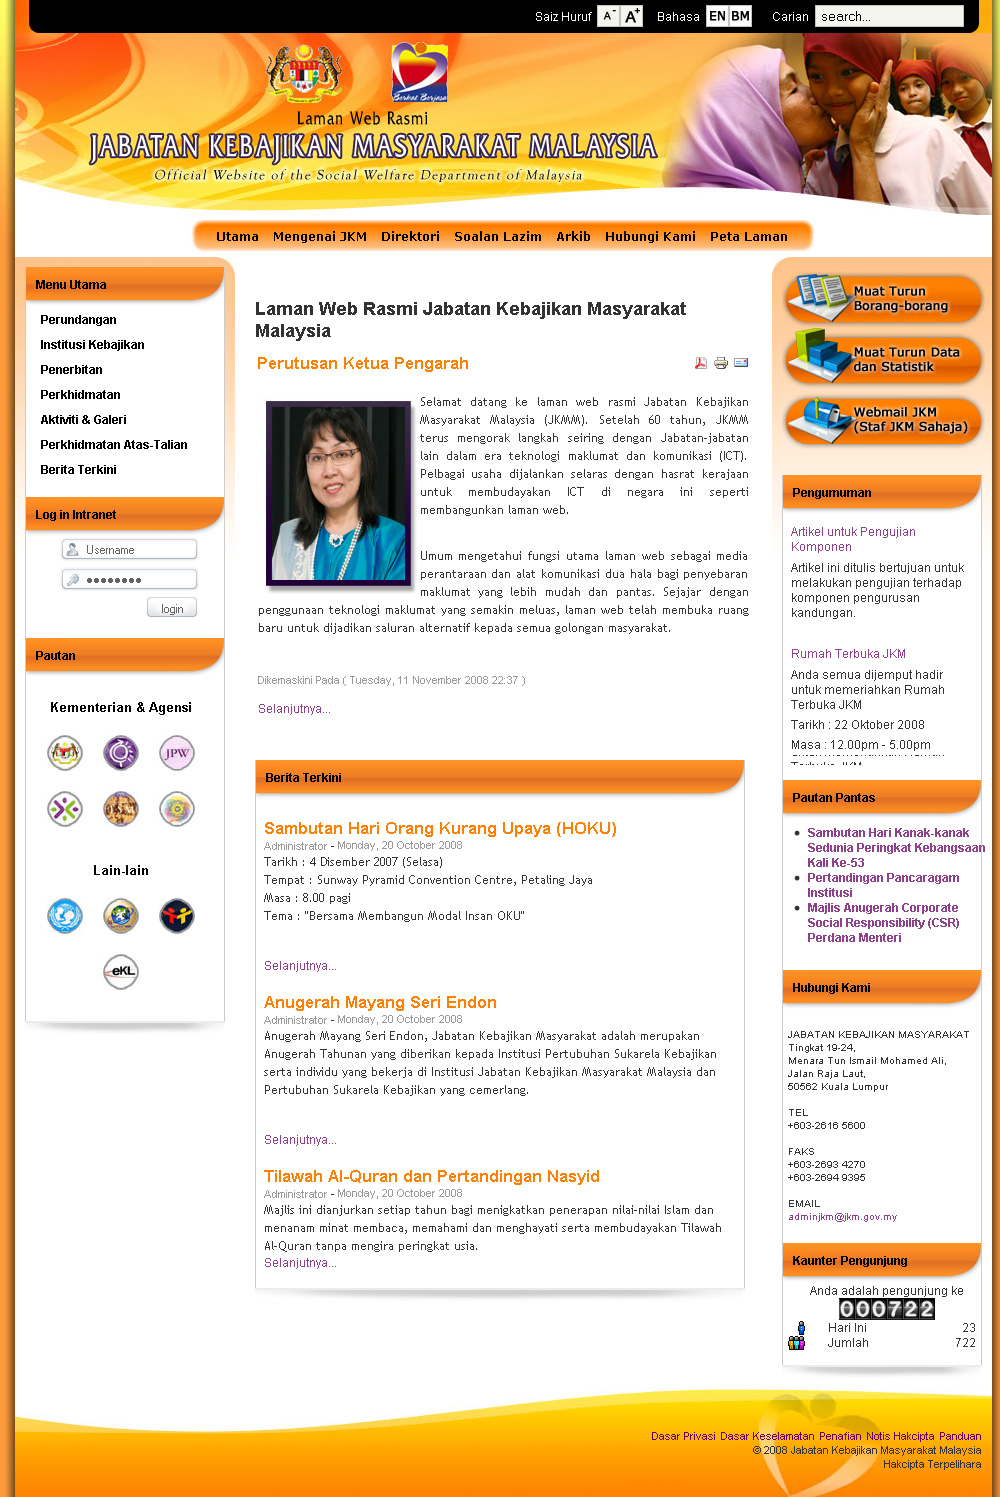 Saiz Huruf A- A+ Bahasa EN BM Carian search...
Berkat Berjasa
Laman Web Rasmi
JABATAN KEBAJIKAN MASYARAKAT MALAYSIA
Official Website of the Social Welfare Department of Malaysia
Utama Mengenai JKM Direktori Soalan Lazim Arkib Hubungi Kami Peta Laman
Menu Utama
Perundangan
Institusi Kebajikan
Penerbitan
Perkhidmatan
Aktiviti & Galeri
Perkhidmatan Atas-Talian
Berita Terkini
Log in Intranet
Username
login
Pautan
Kementerian & Agensi
JPW
Lain-lain
eKL
Laman Web Rasmi Jabatan Kebajikan Masyarakat
Malaysia
Perutusan Ketua Pengarah
Selamat datang ke laman web rasmi Jabatan Kebajikan
Masyarakat Malaysia (JKMM). Setelah 60 tahun, JKMM
terus mengorak langkah seiring dengan Jabatan-jabatan
lain dalam era teknologi maklumat dan komunikasi (ICT).
Pelbagai usaha dijalankan selaras dengan hasrat kerajaan
untuk membudayakan ICT di negara ini seperti
membangunkan laman web.
Umum mengetahui fungsi utama laman web sebagai media
perantaraan dan alat komunikasi dua hala bagi penyebaran
maklumat yang lebih mudah dan pantas. Sejajar dengan
penggunaan teknologi maklumat yang semakin meluas, laman web telah membuka ruang
baru untuk dijadikan saluran alternatif kepada semua golongan masyarakat.
Dikemaskini Pada ( Tuesday, 11 November 2008 22:37 )
Selanjutnya...
Berita Terkini
Sambutan Hari Orang Kurang Upaya (HOKU)
Administrator - Monday, 20 October 2008
Tarikh : 4 Disember 2007 (Selasa)
Tempat : Sunway Pyramid Convention Centre, Petaling Jaya
Masa : 8.00 pagi
Tema : "Bersama Membangun Modal Insan OKU"
Selanjutnya...
Anugerah Mayang Seri Endon
Administrator - Monday, 20 October 2008
Anugerah Mayang Seri Endon, Jabatan Kebajikan Masyarakat adalah merupakan
Anugerah Tahunan yang diberikan kepada Institusi Pertubuhan Sukarela Kebajikan
serta individu yang bekerja di Institusi Jabatan Kebajikan Masyarakat Malaysia dan
Pertubuhan Sukarela Kebajikan yang cemerlang.
Selanjutnya...
Tilawah Al-Quran dan Pertandingan Nasyid
Administrator - Monday, 20 October 2008
Majlis ini dianjurkan setiap tahun bagi menigkatkan penerapan nilai-nilai Islam dan
menanam minat membaca, memahami dan menghayati serta membudayakan Tilawah
Al-Quran tanpa mengira peringkat usia.
Selanjutnya...
Muat Turun
Borang-borang
Muat Turun Data
dan Statistik
Webmail JKM
(Staf JKM Sahaja)
Pengumuman
Artikel untuk Pengujian
Komponen
Artikel ini ditulis bertujuan untuk
melakukan pengujian terhadap
komponen pengurusan
kandungan.
Rumah Terbuka JKM
Anda semua dijemput hadir
untuk memeriahkan Rumah
Terbuka JKM
Tarikh : 22 Oktober 2008
Masa : 12.00pm - 5.00pm
Pautan Pantas
Sambutan Hari Kanak-kanak
Sedunia Peringkat Kebangsaan
Kali Ke-53
Pertandingan Pancaragam
Institusi
Majlis Anugerah Corporate
Social Responsibility (CSR)
Perdana Menteri
Hubungi Kami
JABATAN KEBAJIKAN MASYARAKAT
Tingkat 19-24,
Menara Tun Ismail Mohamed Ali,
Jalan Raja Laut,
50562 Kuala Lumpur
TEL
+603-2616 5600
FAKS
+603-2693 4270
+603-2694 9395
EMAIL
adminjkm@jkm.gov.my
Kaunter Pengunjung
Anda adalah pengunjung ke
000722
Hari Ini 23
Jumlah 722
Dasar Privasi Dasar Keselamatan Penafian Notis Hakcipta Panduan
© 2008 Jabatan Kebajikan Masyarakat Malaysia
Hakcipta Terpelihara